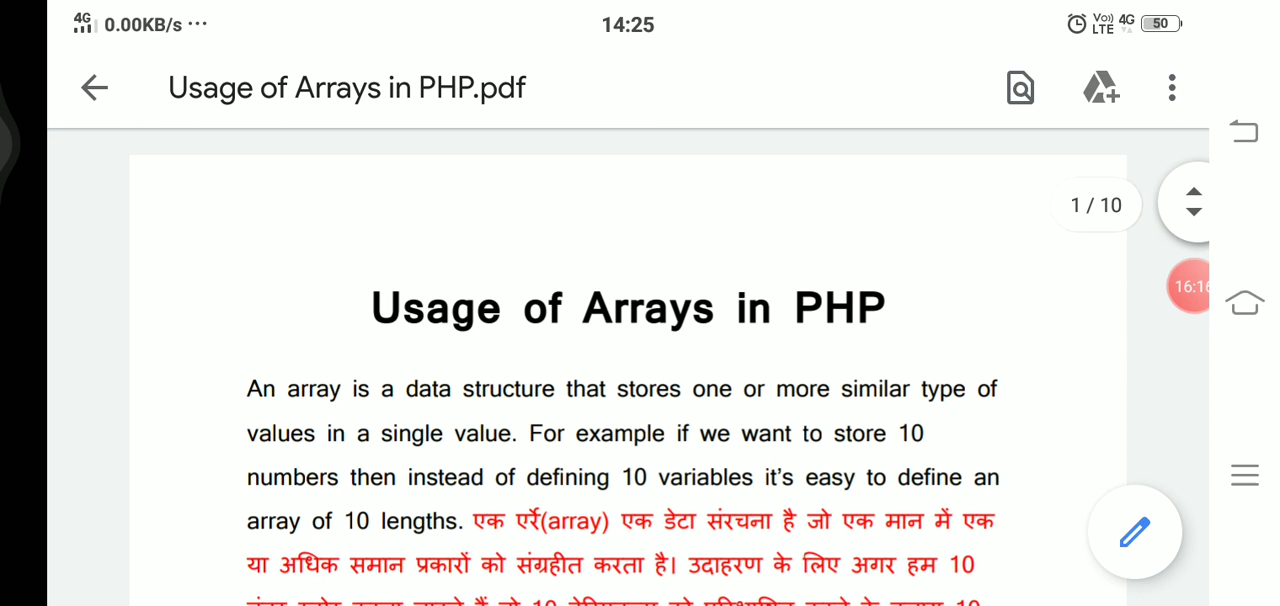 4G 0.00KB/s ··· 14:25 Vo)) LTE 4G 50
Usage of Arrays in PHP.pdf
1 / 10
16:16
Usage of Arrays in PHP
An array is a data structure that stores one or more similar type of
values in a single value. For example if we want to store 10
numbers then instead of defining 10 variables it's easy to define an
array of 10 lengths. एक एर्रे(array) एक डेटा संरचना है जो एक मान में एक
या अधिक समान प्रकारों को संग्रहीत करता है। उदाहरण के लिए अगर हम 10